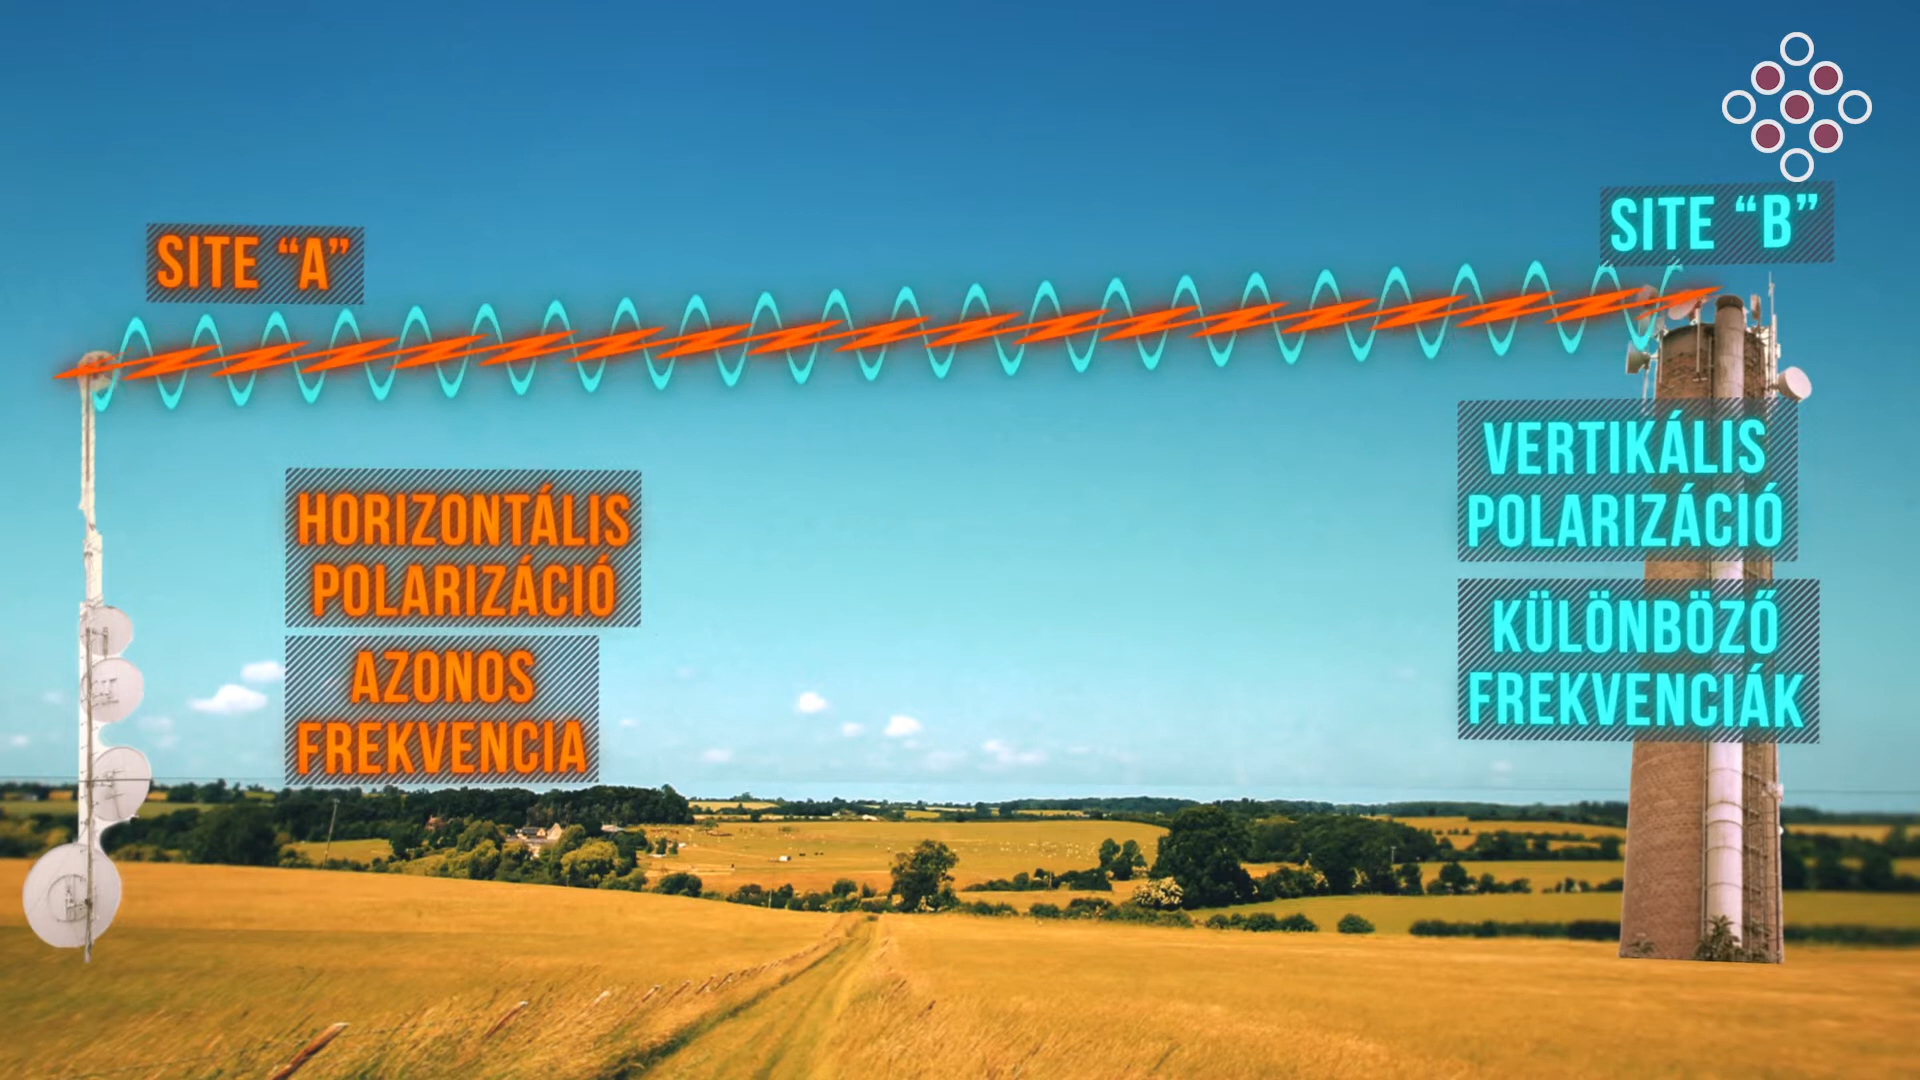 SITE “A”
SITE “B”
HORIZONTÁLIS
POLARIZÁCIÓ
AZONOS
FREKVENCIA
VERTIKÁLIS
POLARIZÁCIÓ
KÜLÖNBÖZŐ
FREKVENCIÁK